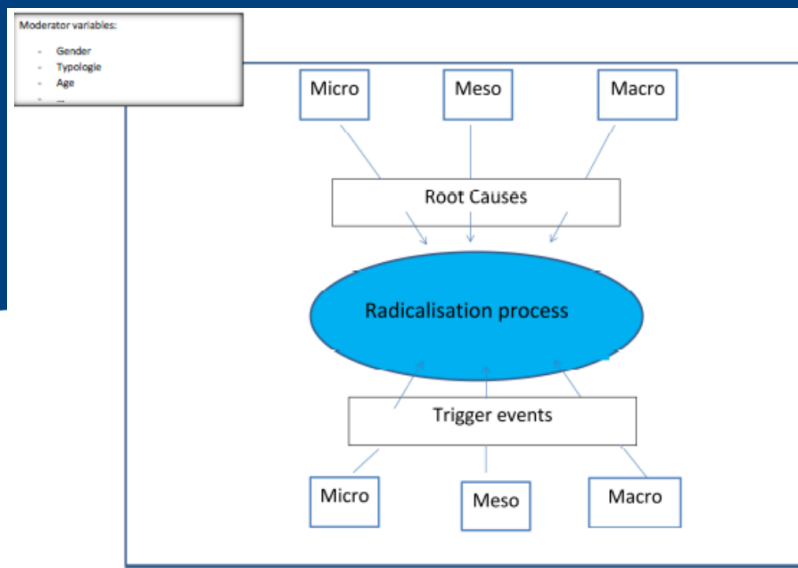 Moderator variables:
- Gender
- Typologie
- Age
- ...
Micro Meso Macro
Root Causes
Radicalisation process
Trigger events
Micro Meso Macro